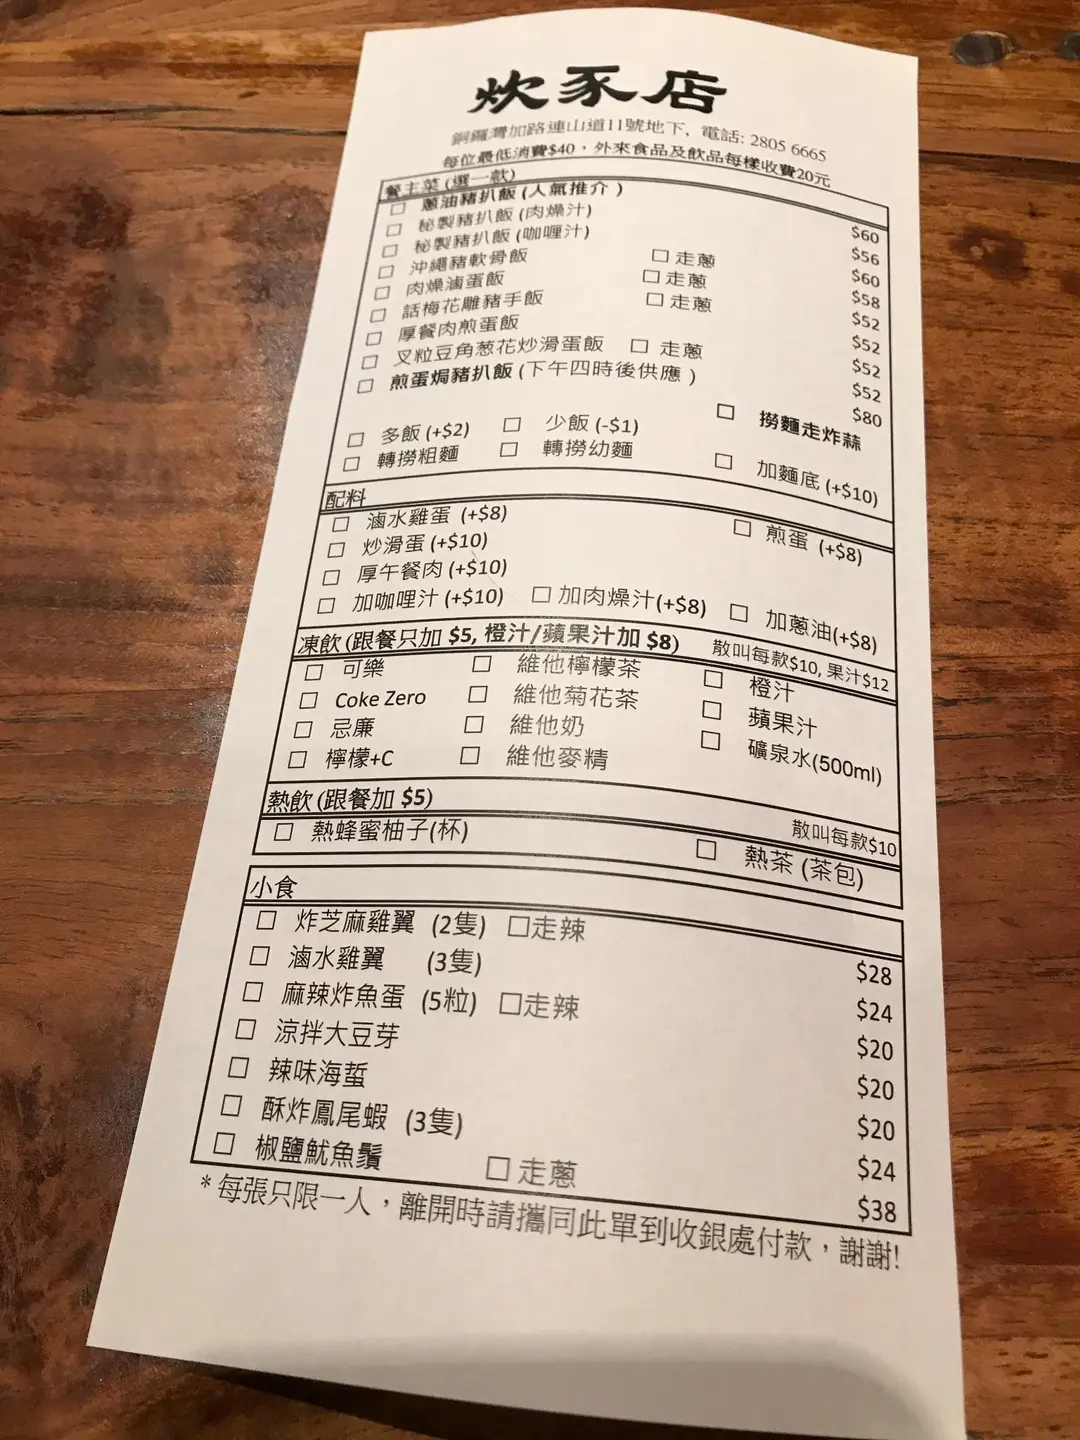 炊豕店
銅鑼灣加路連山道11號地下, 電話: 2805 6665
每位最低消費$40，外來食品及飲品每樣收費20元
餐主菜 (選一款)
☐ 蔥油豬扒飯 (人氣推介 ) $60
☐ 秘製豬扒飯 (肉燥汁) $56
☐ 秘製豬扒飯 (咖喱汁) $60
☐ 沖繩豬軟骨飯 ☐ 走蔥 $58
☐ 肉燥滷蛋飯 ☐ 走蔥 $52
☐ 話梅花雕豬手飯 ☐ 走蔥 $52
☐ 厚餐肉煎蛋飯 $52
☐ 叉粒豆角葱花炒滑蛋飯 ☐ 走蔥 $52
☐ 煎蛋焗豬扒飯 (下午四時後供應 ) $80
☐ 多飯 (+$2) ☐ 少飯 (-$1) ☐ 撈麵走炸蒜
☐ 轉撈粗麵 ☐ 轉撈幼麵 ☐ 加麵底 (+$10)
配料
☐ 滷水雞蛋 (+$8) ☐ 煎蛋 (+$8)
☐ 炒滑蛋 (+$10)
☐ 厚午餐肉 (+$10)
☐ 加咖哩汁 (+$10) ☐ 加肉燥汁(+$8) ☐ 加蔥油(+$8)
凍飲 (跟餐只加 $5, 橙汁/蘋果汁加 $8) 散叫每款$10, 果汁$12
☐ 可樂 ☐ 維他檸檬茶 ☐ 橙汁
☐ Coke Zero ☐ 維他菊花茶 ☐ 蘋果汁
☐ 忌廉 ☐ 維他奶 ☐ 礦泉水(500ml)
☐ 檸檬+C ☐ 維他麥精
熱飲 (跟餐加 $5) 散叫每款$10
☐ 熱蜂蜜柚子(杯) ☐ 熱茶 (茶包)
小食
☐ 炸芝麻雞翼 (2隻) ☐走辣 $28
☐ 滷水雞翼 (3隻) $24
☐ 麻辣炸魚蛋 (5粒) ☐走辣 $20
☐ 涼拌大豆芽 $20
☐ 辣味海蜇 $20
☐ 酥炸鳳尾蝦 (3隻) $24
☐ 椒鹽魷魚鬚 ☐ 走蔥 $38
* 每張只限一人，離開時請攜同此單到收銀處付款，謝謝!